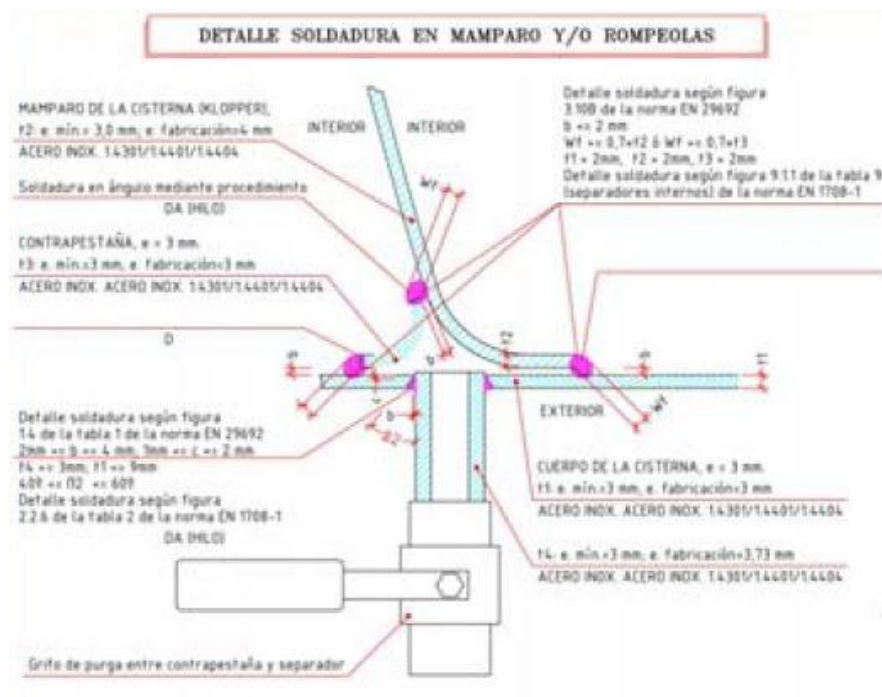 DETALLE SOLDADURA EN MAMPARO Y/O ROMPEOLAS
MAMPARO DE LA CISTERNA (KLOPPER),
t2: e. mín.= 3,0 mm, e. fabricación=4 mm
ACERO INOX. 1.4301/1.4401/1.4404
INTERIOR
INTERIOR
Soldadura en ángulo mediante procedimiento
DA (HILO)
CONTRAPESTAÑA, e = 3 mm.
t3: e. mín.=3 mm, e. fabricación=3 mm
ACERO INOX. ACERO INOX. 1.4301/1.4401/1.4404
D
Detalle soldadura según figura
3.10B de la norma EN 29692
b <= 2 mm
Wf >= 0,7*t2 ó Wf >= 0,7*t3
t1 = 2mm, t2 = 2mm, t3 = 2mm
Detalle soldadura según figura 9.1.1 de la tabla 9
(separadores internos) de la norma EN 1708-1
Wf
t2
b
b
t1
d
c
b
Wf
EXTERIOR
Detalle soldadura según figura
1.4 de la tabla 1 de la norma EN 29692
2mm <= b <= 4 mm, 1mm <= c <= 2 mm
Detalle soldadura según figura
2.2.6 de la tabla 2 de la norma EN 1708-1
DA (HILO)
CUERPO DE LA CISTERNA, e = 3 mm.
t1: e. mín.=3 mm, e. fabricación=3 mm
ACERO INOX. ACERO INOX. 1.4301/1.4401/1.4404
t4: e. mín.=3 mm; e. fabricación=3,73 mm
ACERO INOX. ACERO INOX. 1.4301/1.4401/1.4404
Grifo de purga entre contrapestaña y separador